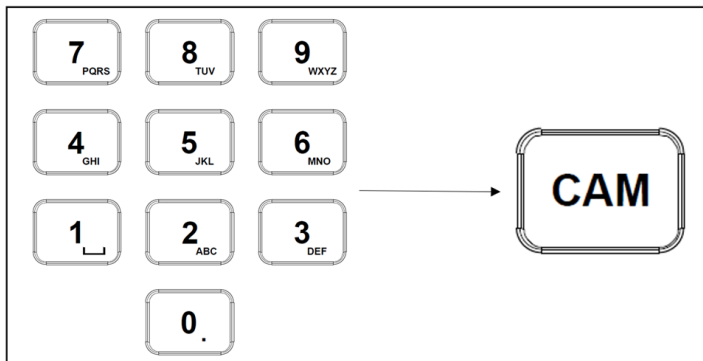 7 PQRS 8 TUV 9 WXYZ
4 GHI 5 JKL 6 MNO
CAM
1 2 ABC 3 DEF
0 .